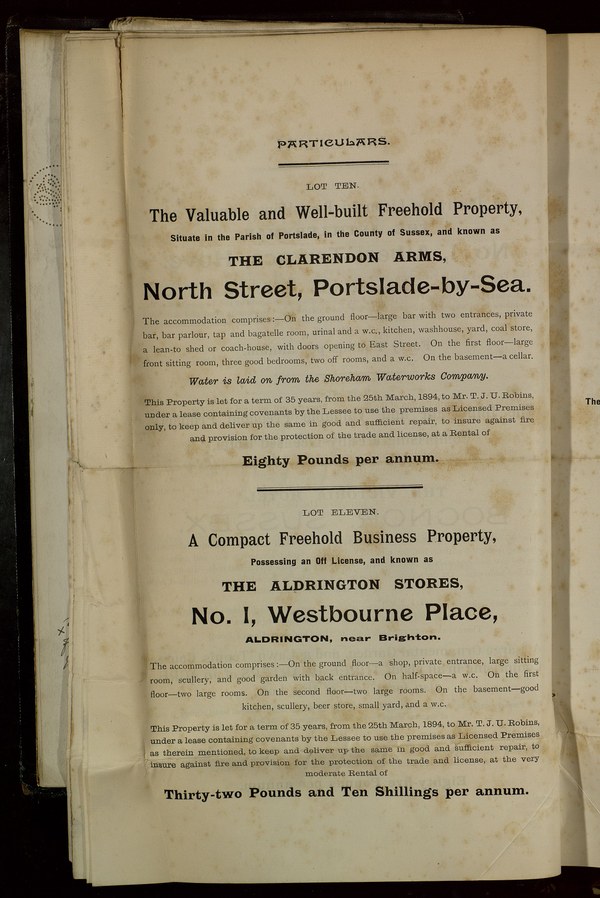 PARTICULARS.
LOT TEN.
The Valuable and Well-built Freehold Property,
Situate in the Parish of Portslade, in the County of Sussex, and known as
THE CLARENDON ARMS,
North Street, Portslade-by-Sea.
The accommodation comprises:—On the ground floor—large bar with two entrances, private
bar, bar parlour, tap and bagatelle room, urinal and a w.c., kitchen, washhouse, yard, coal store,
a lean-to shed or coach-house, with doors opening to East Street. On the first floor—large
front sitting room, three good bedrooms, two off rooms, and a w.c. On the basement—a cellar.
Water is laid on from the Shoreham Waterworks Company.
This Property is let for a term of 35 years, from the 25th March, 1894, to Mr. T. J. U. Robins,
under a lease containing covenants by the Lessee to use the premises as Licensed Premises
only, to keep and deliver up the same in good and sufficient repair, to insure against fire
and provision for the protection of the trade and license, at a Rental of
Eighty Pounds per annum.
LOT ELEVEN.
A Compact Freehold Business Property,
Possessing an Off License, and known as
THE ALDRINGTON STORES,
No. 1, Westbourne Place,
ALDRINGTON, near Brighton.
The accommodation comprises:—On the ground floor—a shop, private entrance, large sitting
room, scullery, and good garden with back entrance. On half-space—a w.c. On the first
floor—two large rooms. On the second floor—two large rooms. On the basement—good
kitchen, scullery, beer store, small yard, and a w.c.
This Property is let for a term of 35 years, from the 25th March, 1894, to Mr. T. J. U. Robins,
under a lease containing covenants by the Lessee to use the premises as Licensed Premises
as therein mentioned, to keep and deliver up the same in good and sufficient repair, to
insure against fire and provision for the protection of the trade and license, at the very
moderate Rental of
Thirty-two Pounds and Ten Shillings per annum.
The